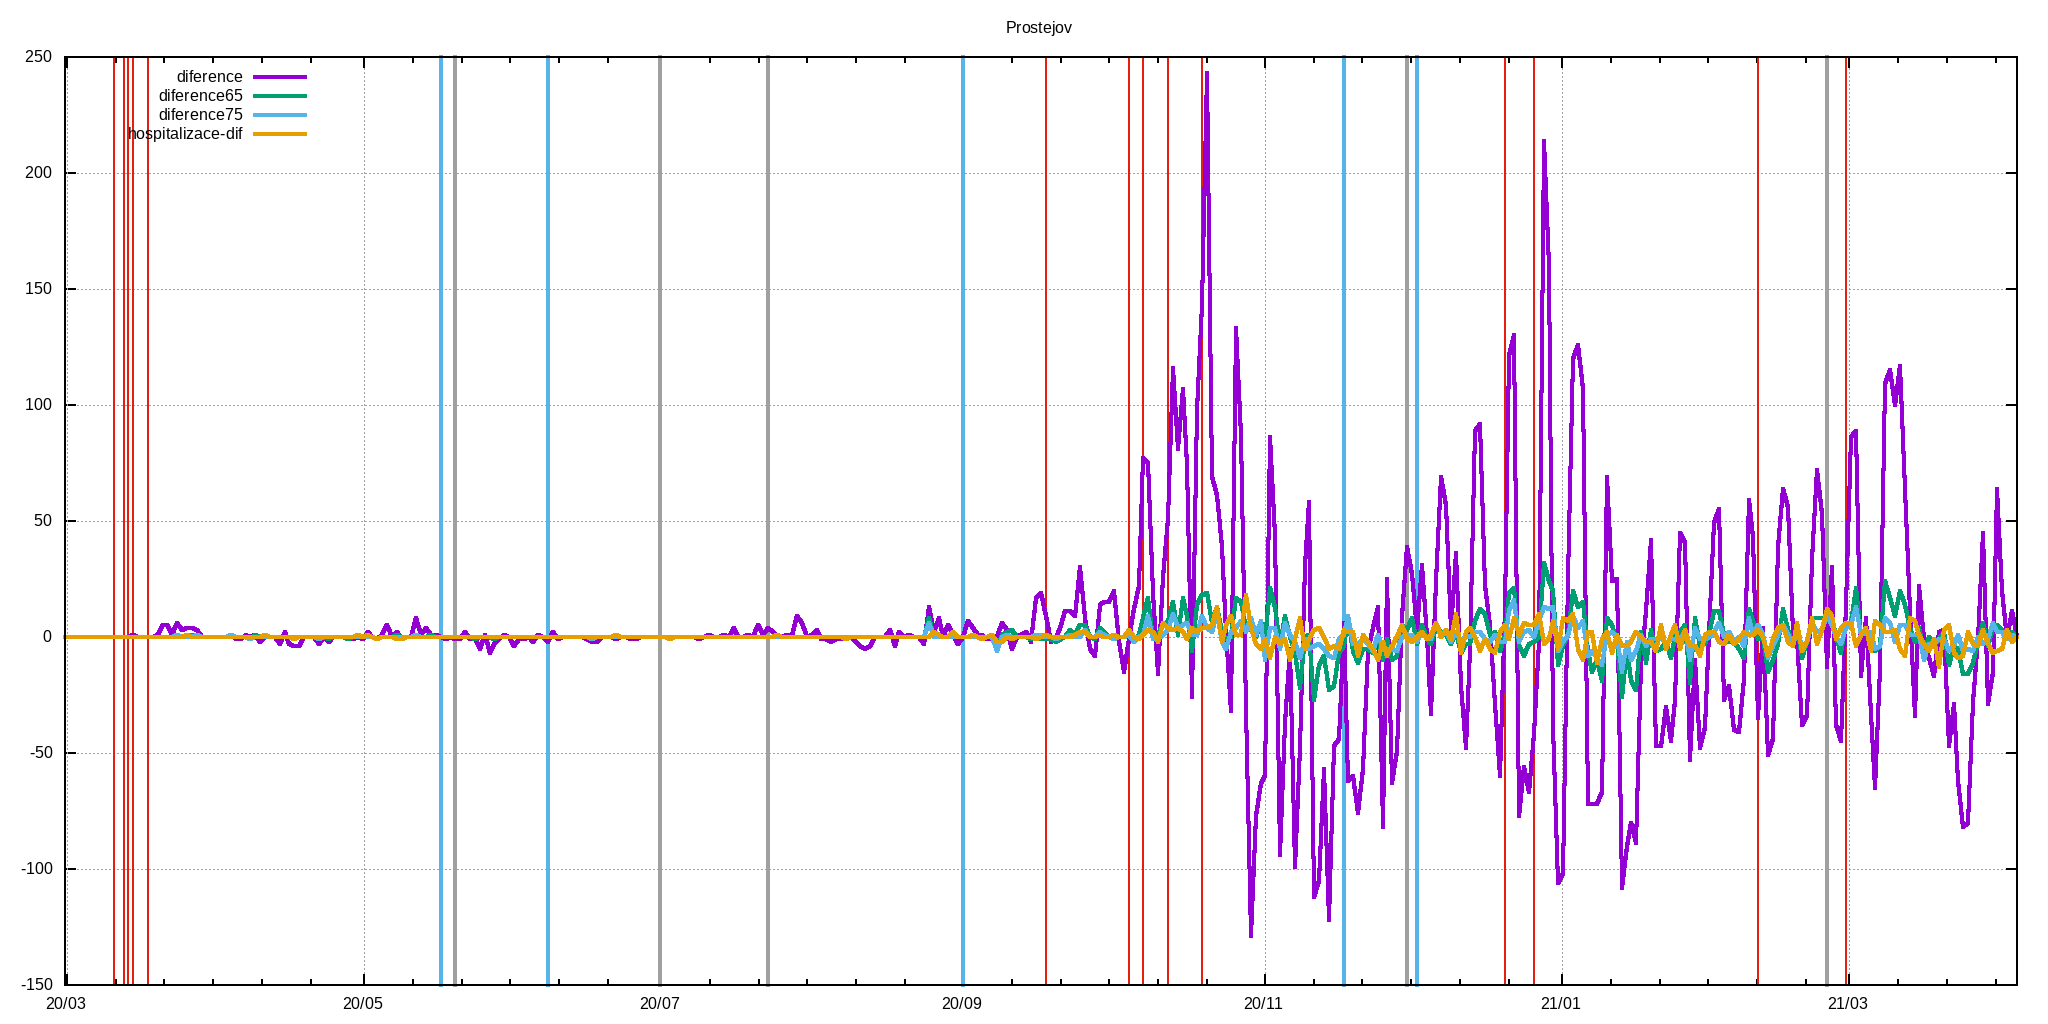 Prostejov
250
diference
diference65
diference75
hospitalizace-dif
200
150
100
50
0
-50
-100
-150
20/03 20/05 20/07 20/09 20/11 21/01 21/03